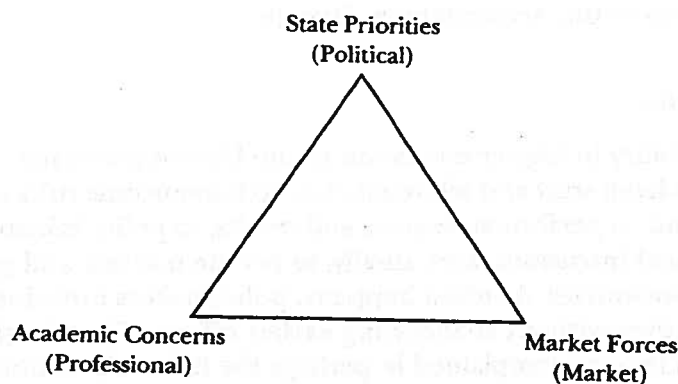 State Priorities
(Political)
Academic Concerns
(Professional)
Market Forces
(Market)